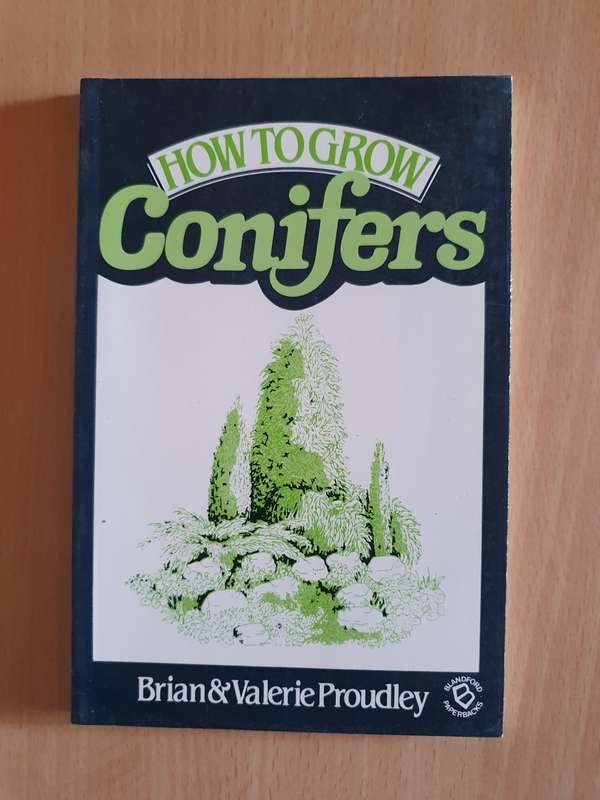 HOW TO GROW
Conifers
Brian & Valerie Proudley
BLANDFORD
PAPERBACKS